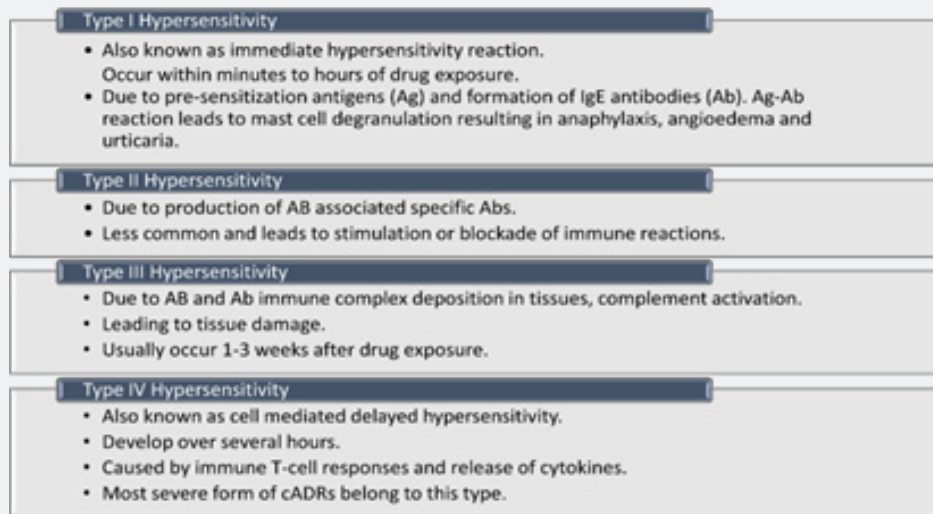 Type I Hypersensitivity
• Also known as immediate hypersensitivity reaction.
Occur within minutes to hours of drug exposure.
• Due to pre-sensitization antigens (Ag) and formation of IgE antibodies (Ab). Ag-Ab
reaction leads to mast cell degranulation resulting in anaphylaxis, angioedema and
urticaria.
Type II Hypersensitivity
• Due to production of AB associated specific Abs.
• Less common and leads to stimulation or blockade of immune reactions.
Type III Hypersensitivity
• Due to AB and Ab immune complex deposition in tissues, complement activation.
• Leading to tissue damage.
• Usually occur 1-3 weeks after drug exposure.
Type IV Hypersensitivity
• Also known as cell mediated delayed hypersensitivity.
• Develop over several hours.
• Caused by immune T-cell responses and release of cytokines.
• Most severe form of cADRs belong to this type.